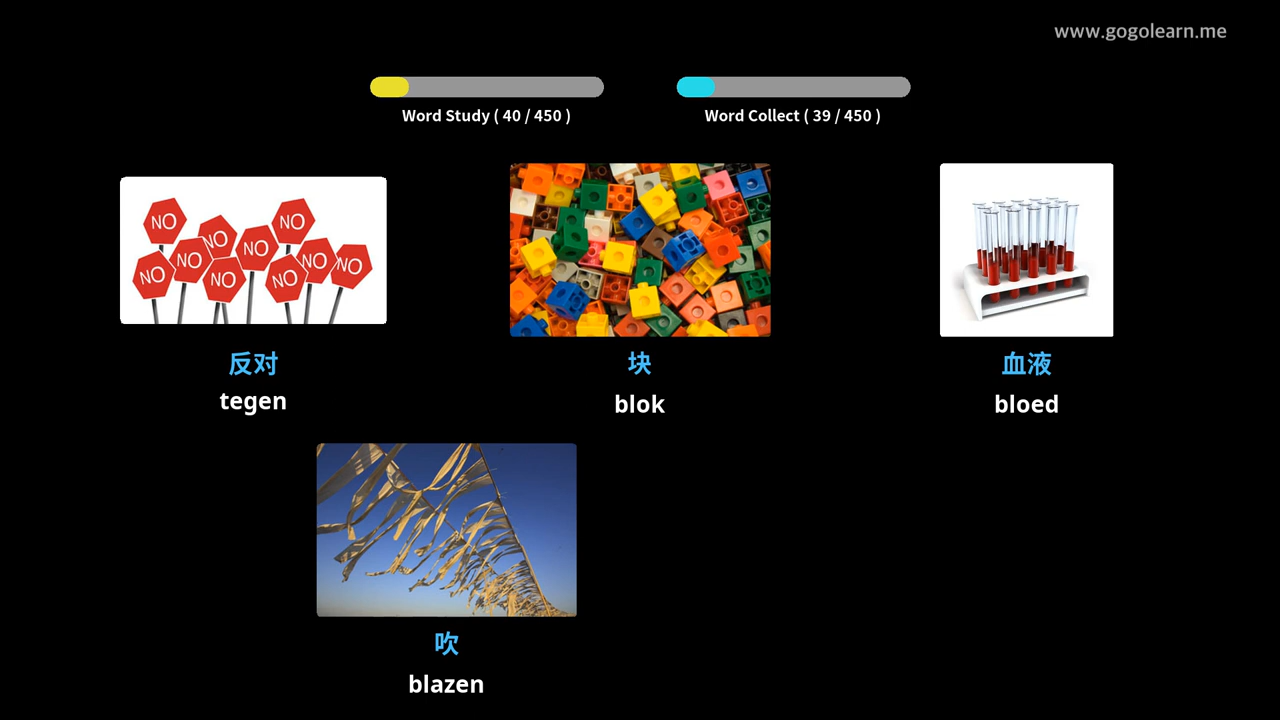 www.gogolearn.me
Word Study ( 40 / 450 )
Word Collect ( 39 / 450 )
NO
NO
NO
NO
NO
NO
NO
NO
NO
反对
tegen
块
blok
血液
bloed
吹
blazen